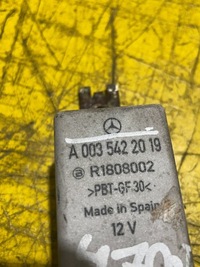 A 003 542 20 19
R1808002
>PBT-GF30<
Made in Spain
12 V